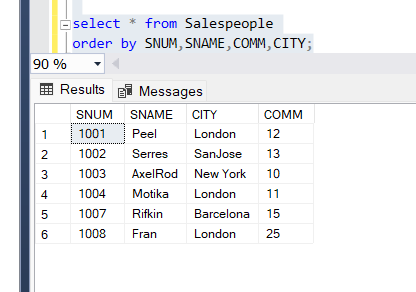 select * from Salespeople
order by SNUM,SNAME,COMM,CITY;
90 %
Results Messages
SNUM SNAME CITY COMM
1 1001 Peel London 12
2 1002 Serres SanJose 13
3 1003 AxelRod New York 10
4 1004 Motika London 11
5 1007 Rifkin Barcelona 15
6 1008 Fran London 25